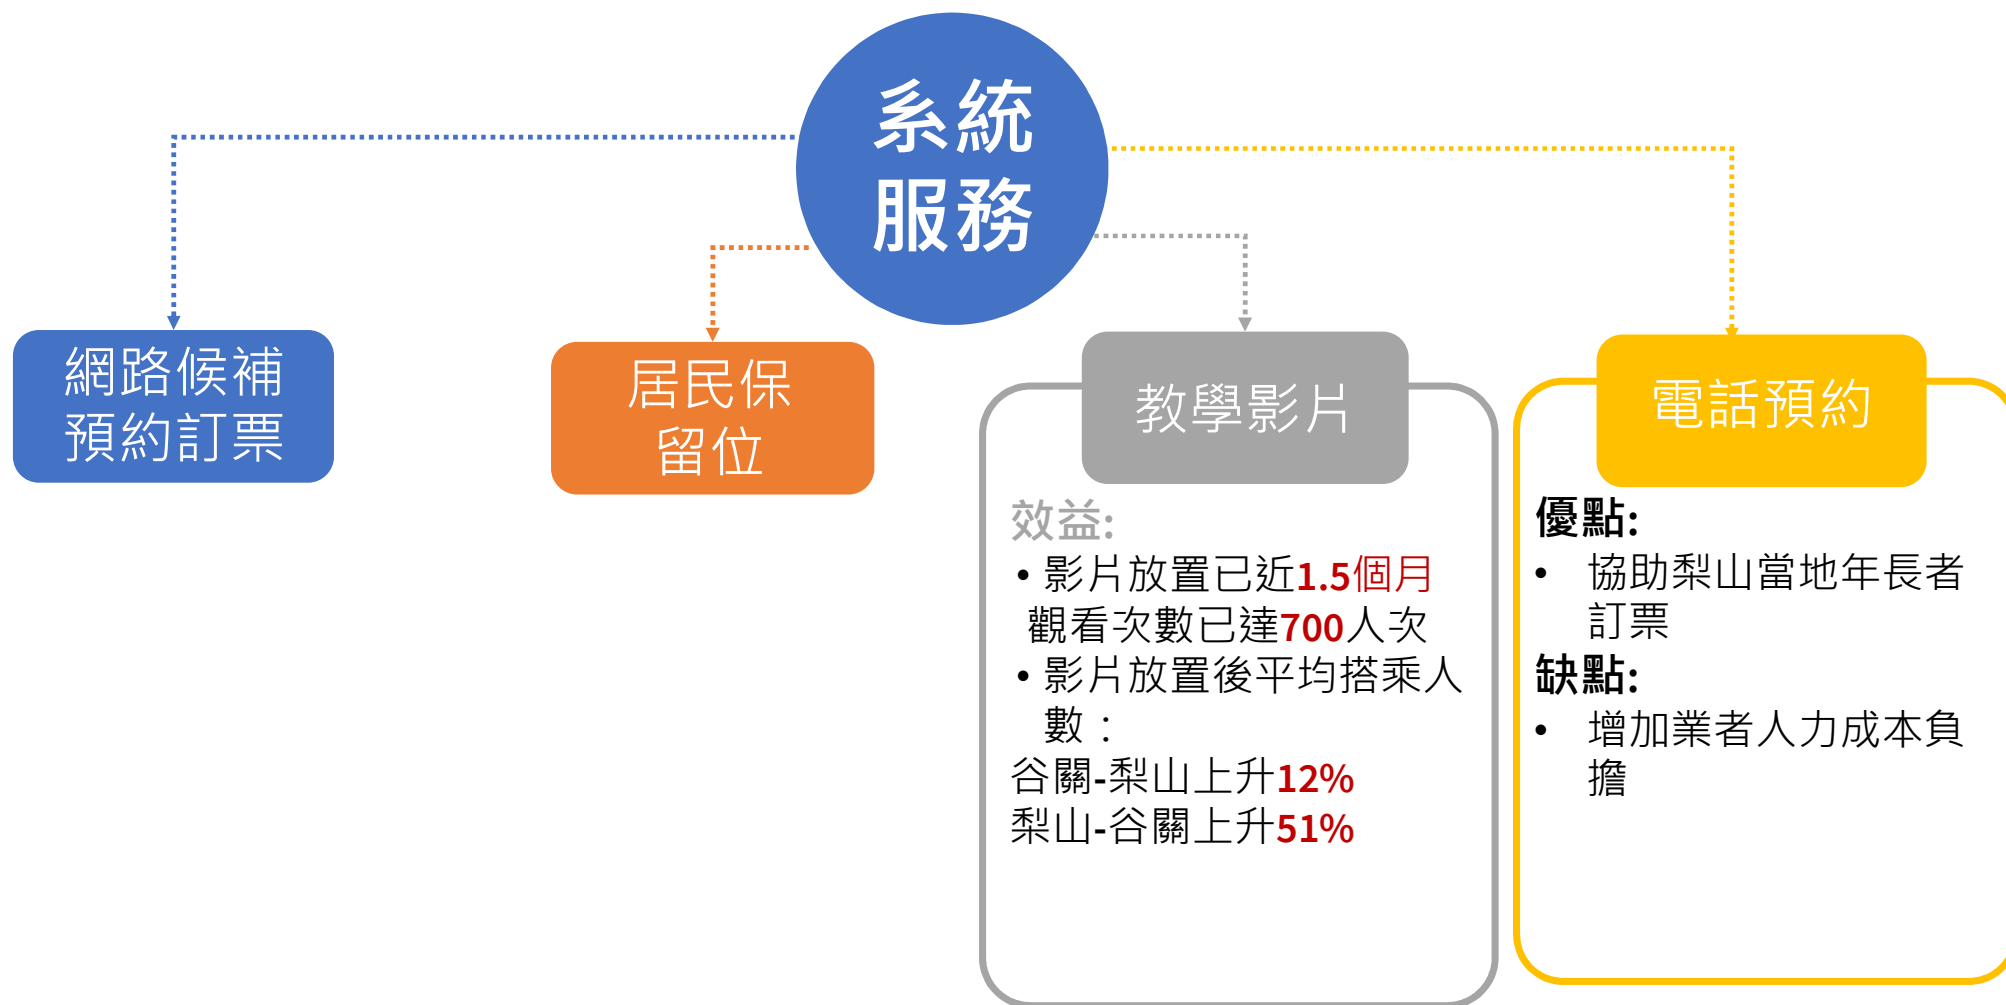 系統
服務
網路候補
預約訂票
居民保
留位
教學影片
效益:
• 影片放置已近1.5個月
觀看次數已達700人次
• 影片放置後平均搭乘人
數：
谷關-梨山上升12%
梨山-谷關上升51%
電話預約
優點:
• 協助梨山當地年長者
訂票
缺點:
• 增加業者人力成本負
擔